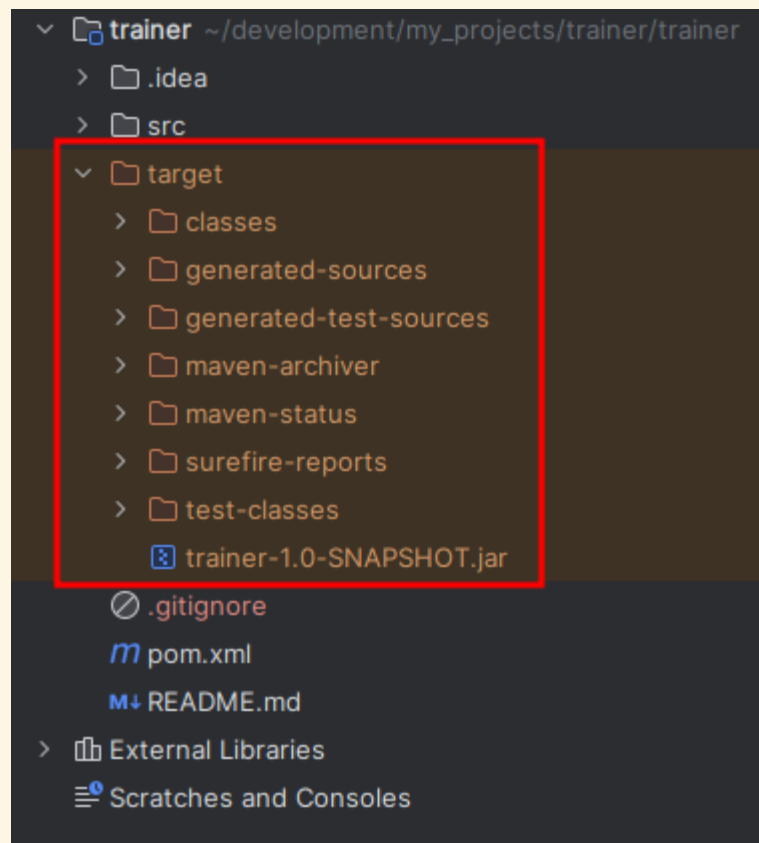 trainer ~/development/my_projects/trainer/trainer
.idea
src
target
classes
generated-sources
generated-test-sources
maven-archiver
maven-status
surefire-reports
test-classes
trainer-1.0-SNAPSHOT.jar
.gitignore
m pom.xml
M↓ README.md
External Libraries
Scratches and Consoles